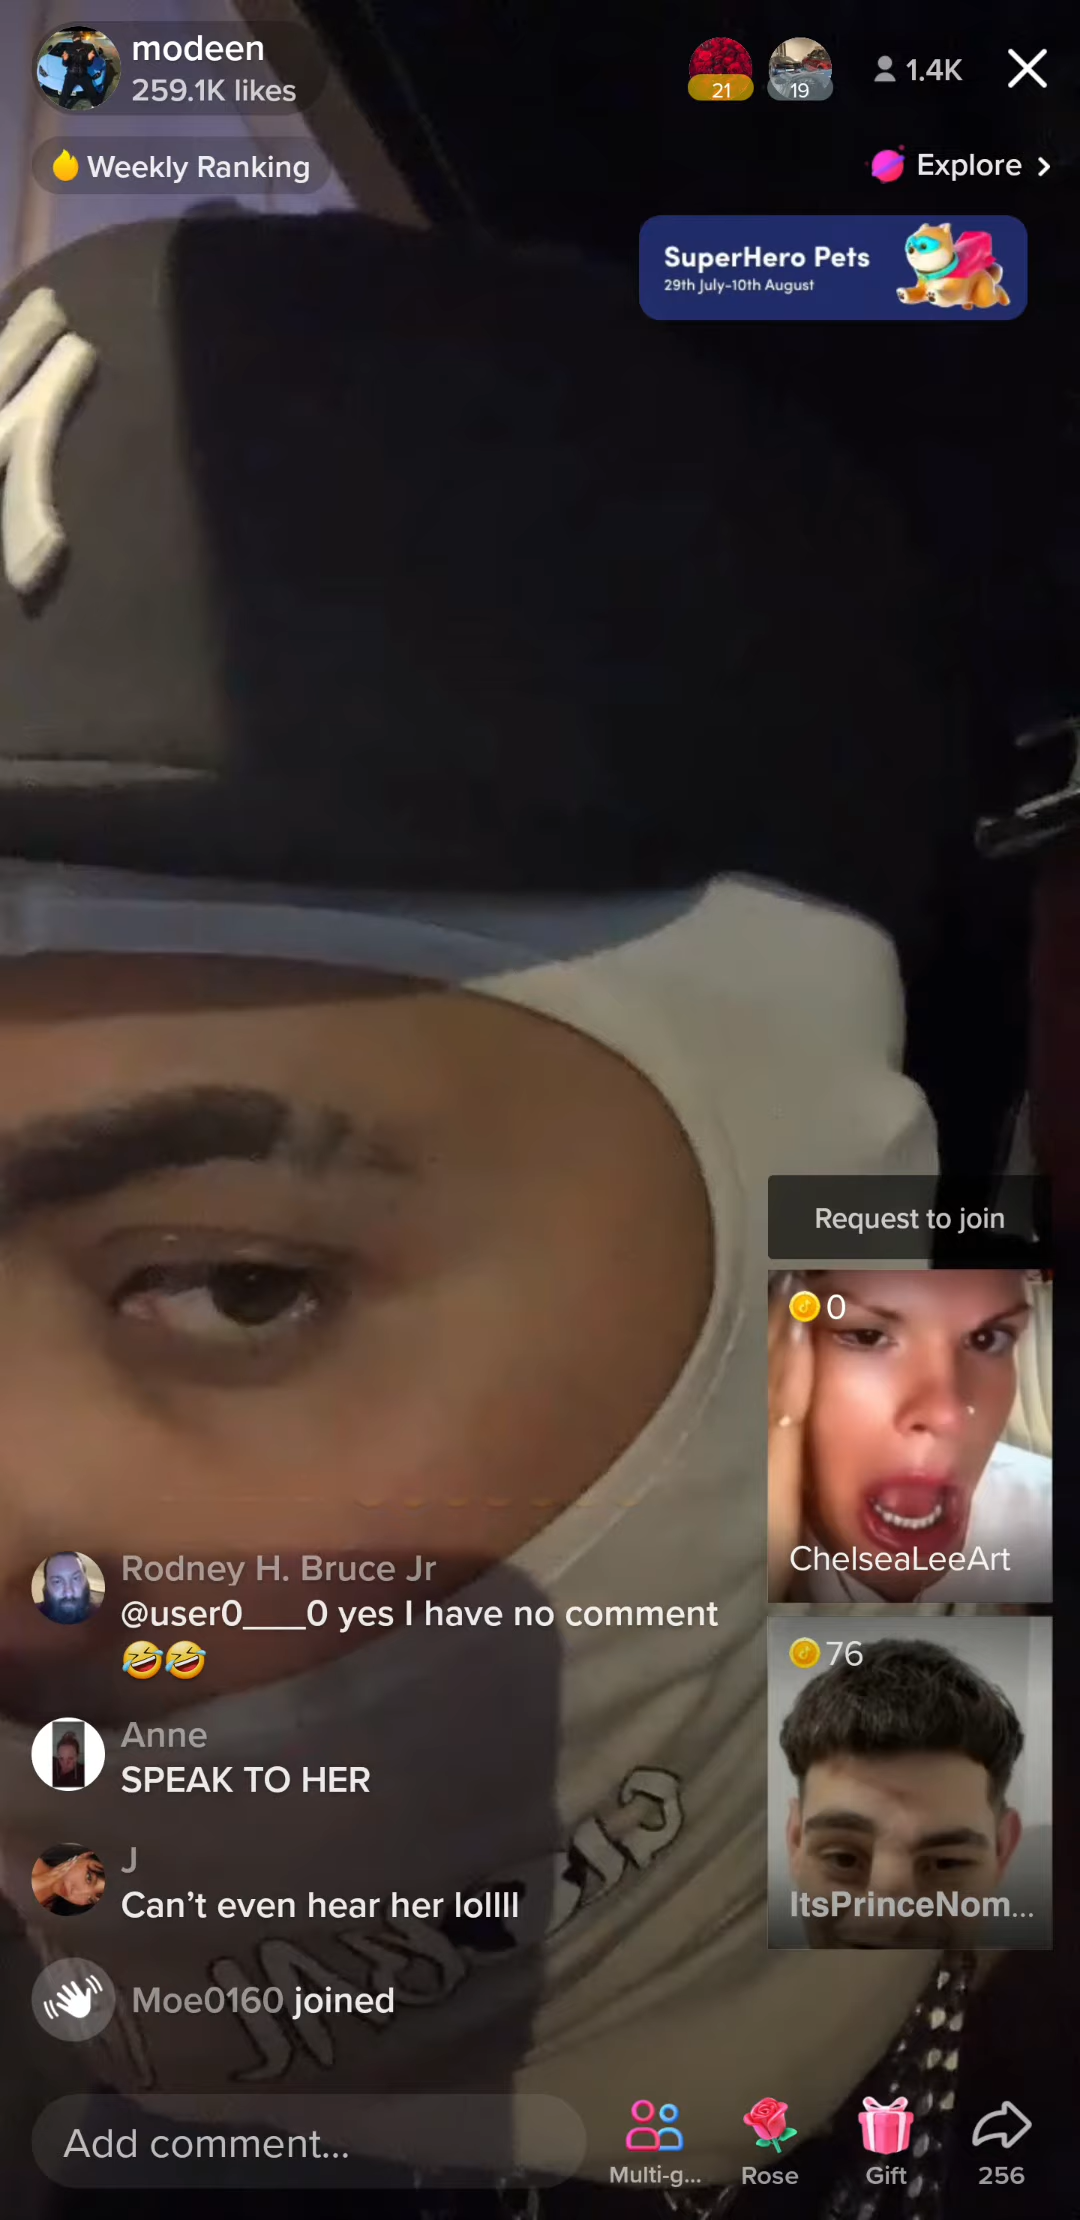 modeen
259.1K likes
21
19
1.4K
Weekly Ranking
Explore
SuperHero Pets
29th July-10th August
Request to join
0
ChelseaLeeArt
76
ItsPrinceNom...
Rodney H. Bruce Jr
@user0___0 yes I have no comment
🤣🤣
Anne
SPEAK TO HER
J
Can't even hear her lollll
Moe0160 joined
Add comment...
Multi-g...
Rose
Gift
256